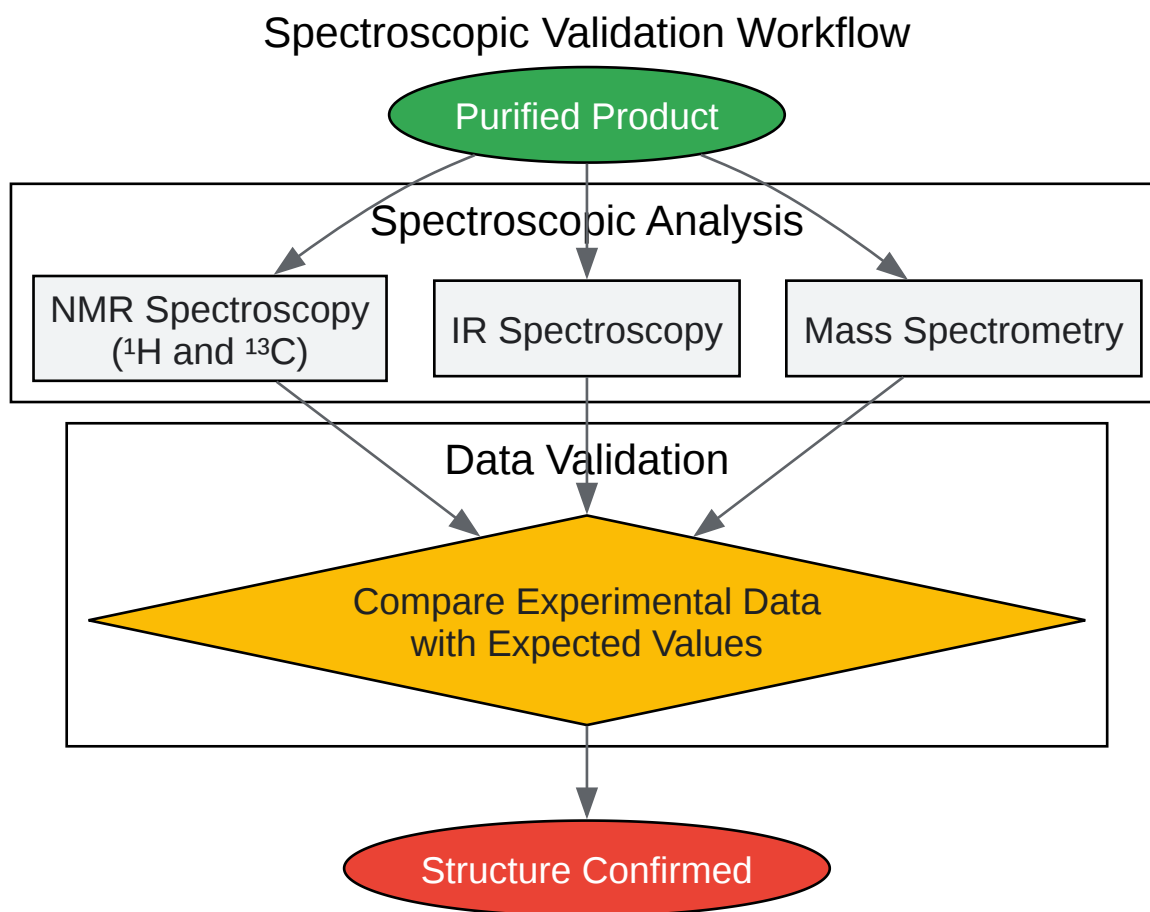 Spectroscopic Validation Workflow
Purified Product
Spectroscopic Analysis
NMR Spectroscopy
(¹H and ¹³C)
IR Spectroscopy
Mass Spectrometry
Data Validation
Compare Experimental Data
with Expected Values
Structure Confirmed